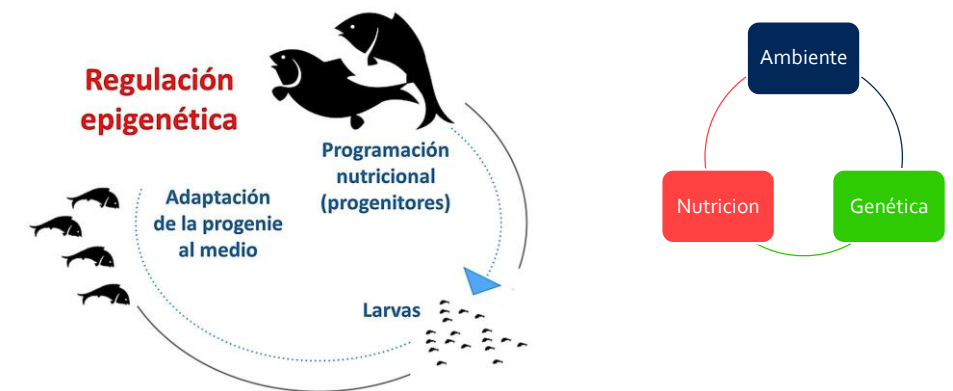 Regulación
epigenética
Programación
nutricional
(progenitores)
Adaptación
de la progenie
al medio
Larvas
Ambiente
Nutricion
Genética